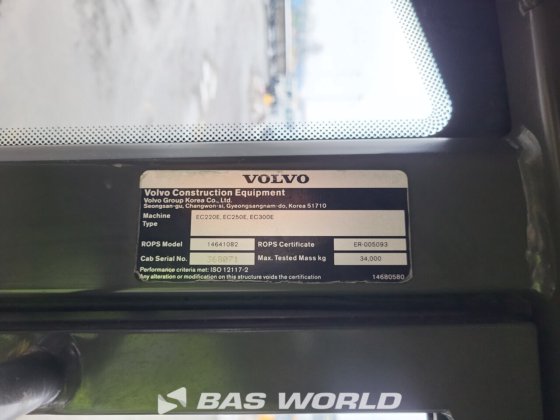 VOLVO
Volvo Construction Equipment
Volvo Group Korea Co., Ltd.
Seongsan-gu, Changwon-si, Gyeongsangnam-do, Korea 51710
Machine Type EC220E, EC250E, EC300E
ROPS Model 14641082 ROPS Certificate ER-005093
Cab Serial No. 368071 Max. Tested Mass kg 34,000
Performance criteria met: ISO 12117-2
Any alteration or modification on this structure voids the certification 14680580
BAS WORLD